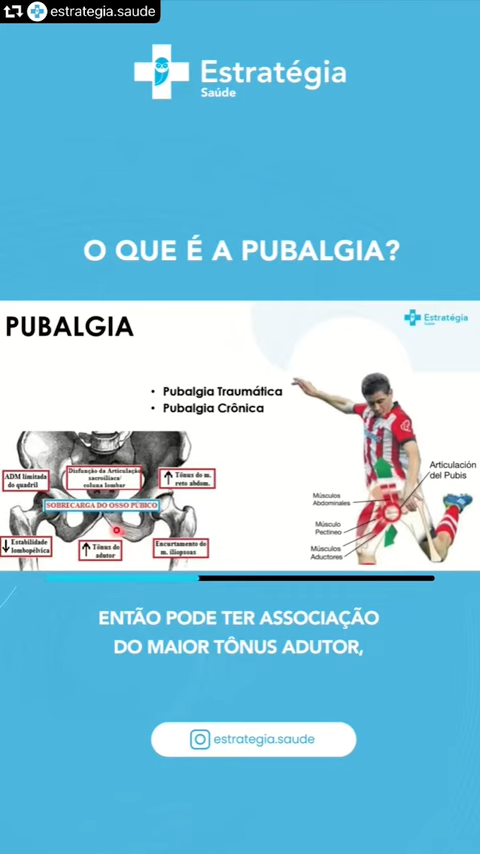 estrategia.saude
Estratégia
Saúde
O QUE É A PUBALGIA?
PUBALGIA
Estratégia
Saúde
• Pubalgia Traumática
• Pubalgia Crônica
ADM limitada
do quadril
Disfunção da Articulação
sacroilíaca/
coluna lombar
Tônus do m.
reto abdom.
SOBRECARGA DO OSSO PÚBICO
Estabilidade
lombopélvica
Tônus do
adutor
Encurtamento do
m. iliopsoas
Articulación
del Pubis
Músculos
Abdominales
Músculo
Pectineo
Músculos
Aductores
ENTÃO PODE TER ASSOCIAÇÃO
DO MAIOR TÔNUS ADUTOR,
estrategia.saude